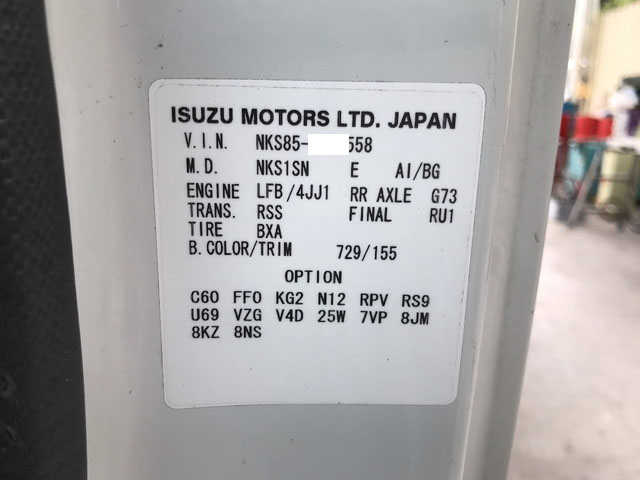 ISUZU MOTORS LTD. JAPAN
V.I.N. NKS85- 558
M.D. NKS1SN E AI/BG
ENGINE LFB/4JJ1 RR AXLE G73
TRANS. RSS FINAL RU1
TIRE BXA
B.COLOR/TRIM 729/155
OPTION
C60 FF0 KG2 N12 RPV RS9
U69 VZG V4D 25W 7VP 8JM
8KZ 8NS